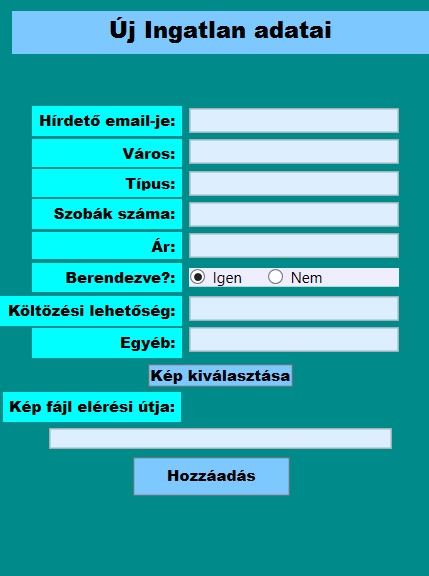 Új Ingatlan adatai
Hírdető email-je:
Város:
Típus:
Szobák száma:
Ár:
Berendezve?: Igen Nem
Költözési lehetőség:
Egyéb:
Kép kiválasztása
Kép fájl elérési útja:
Hozzáadás